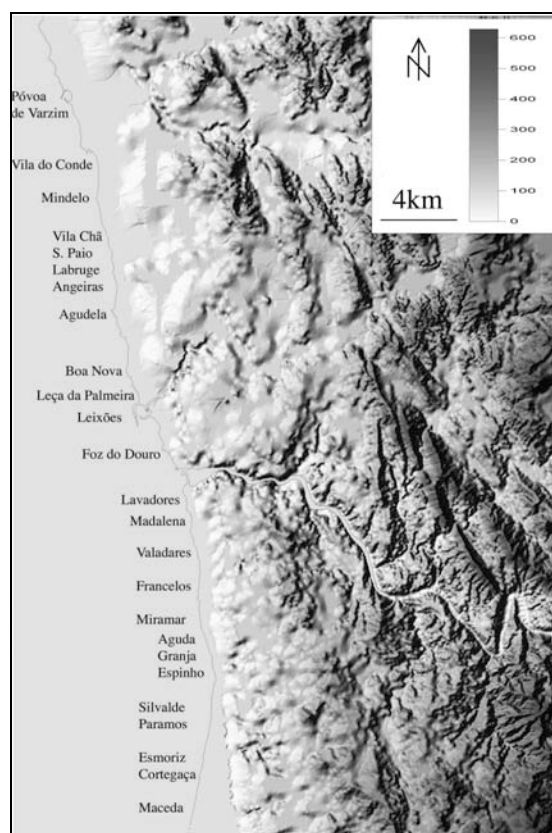 600
500
400
300
200
100
0
N
4km
Póvoa
de Varzim
Vila do Conde
Mindelo
Vila Chã
S. Paio
Labruge
Angeiras
Agudela
Boa Nova
Leça da Palmeira
Leixões
Foz do Douro
Lavadores
Madalena
Valadares
Francelos
Miramar
Aguda
Granja
Espinho
Silvalde
Paramos
Esmoriz
Cortegaça
Maceda